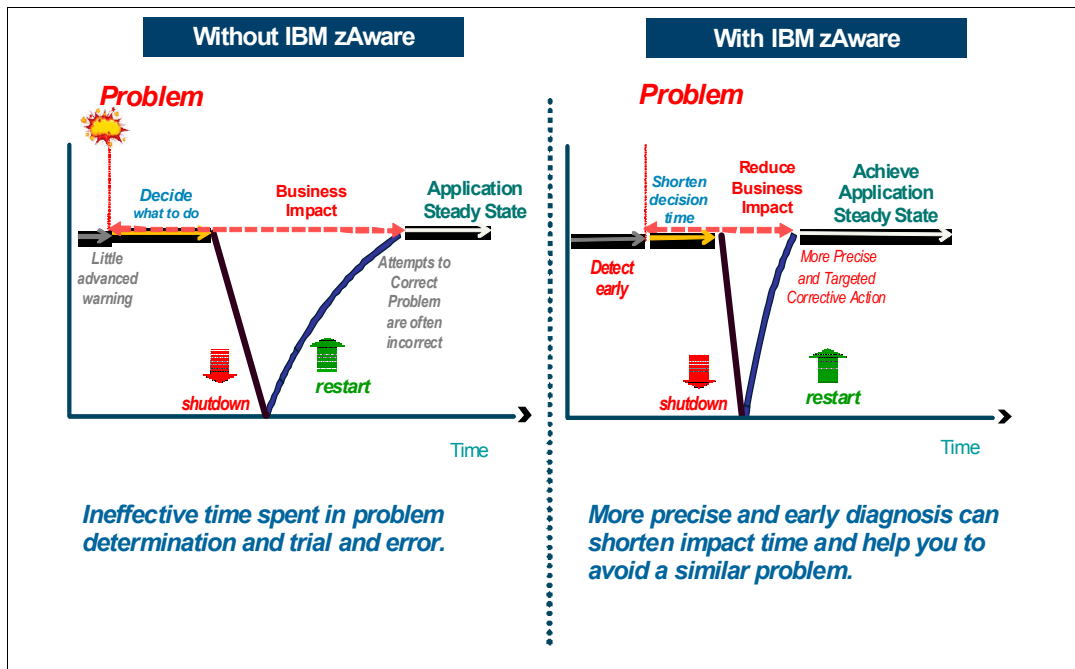 Without IBM zAware
Problem
Decide
what to do
Business
Impact
Application
Steady State
Little
advanced
warning
Attempts to
Correct
Problem
are often
incorrect
shutdown
restart
Time
Ineffective time spent in problem
determination and trial and error.
With IBM zAware
Problem
Shorten
decision
time
Reduce
Business
Impact
Achieve
Application
Steady State
Detect
early
More Precise
and Targeted
Corrective Action
shutdown
restart
Time
More precise and early diagnosis can
shorten impact time and help you to
avoid a similar problem.